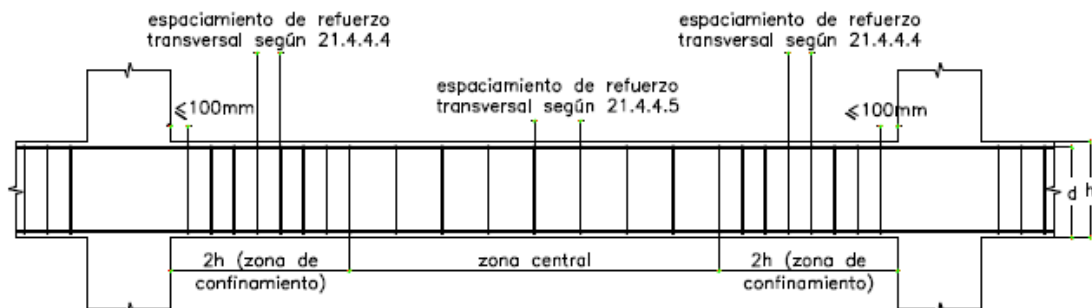 espaciamiento de refuerzo
transversal según 21.4.4.4
espaciamiento de refuerzo
transversal según 21.4.4.4
espaciamiento de refuerzo
transversal según 21.4.4.5
≤100mm
≤100mm
d
h
2h (zona de
confinamiento)
zona central
2h (zona de
confinamiento)